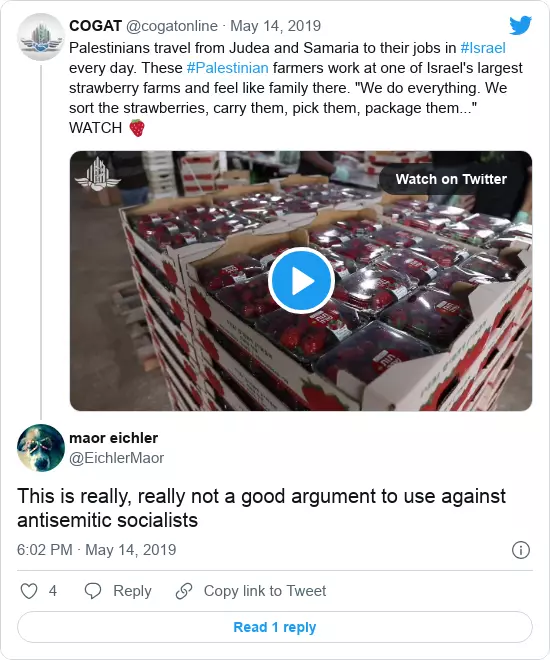 COGAT @cogatonline · May 14, 2019
Palestinians travel from Judea and Samaria to their jobs in #Israel
every day. These #Palestinian farmers work at one of Israel's largest
strawberry farms and feel like family there. "We do everything. We
sort the strawberries, carry them, pick them, package them..."
WATCH 🍓
Watch on Twitter
maor eichler
@EichlerMaor
This is really, really not a good argument to use against
antisemitic socialists
6:02 PM · May 14, 2019
4 Reply Copy link to Tweet
Read 1 reply